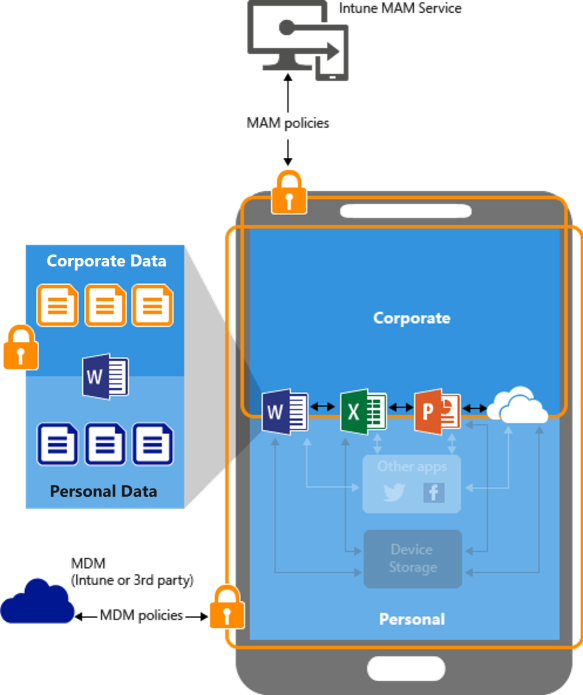 Intune MAM Service
MAM policies
Corporate Data
W
Personal Data
Corporate
W
X
P
Other apps
Device
Storage
Personal
MDM
(Intune or 3rd party)
MDM policies